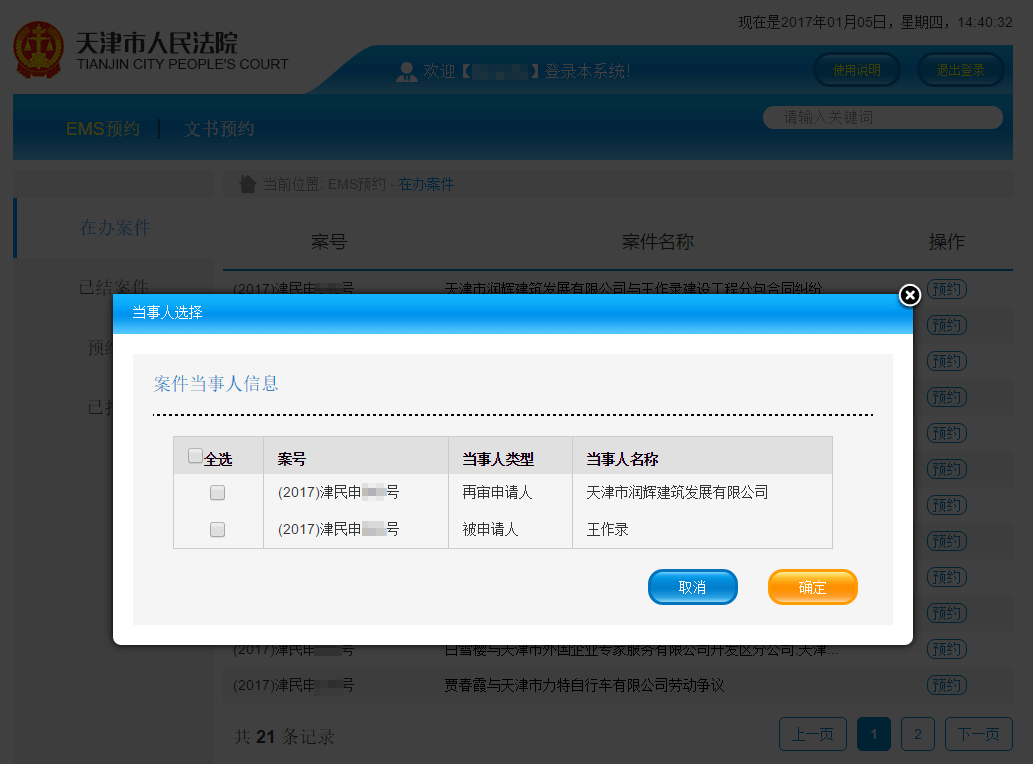 现在是2017年01月05日，星期四，14:40:32
天津市人民法院
TIANJIN CITY PEOPLE'S COURT
欢迎【 】登录本系统!
使用说明
退出登录
EMS预约 | 文书预约
请输入关键词
当前位置: EMS预约 - 在办案件
在办案件
已结案件
案号 案件名称 操作
(2017)津民申 号 天津市润辉建筑发展有限公司与王作录建设工程分包合同纠纷 预约
当事人选择
案件当事人信息
全选 案号 当事人类型 当事人名称
(2017)津民申 号 再审申请人 天津市润辉建筑发展有限公司
(2017)津民申 号 被申请人 王作录
取消 确定
预约
预约
预约
预约
预约
预约
预约
预约
预约
(2017)津民申 号 白雪樱与天津市外国企业专家服务有限公司开发区分公司.天津... 预约
(2017)津民申 号 贾春霞与天津市力特自行车有限公司劳动争议 预约
共 21 条记录
上一页 1 2 下一页